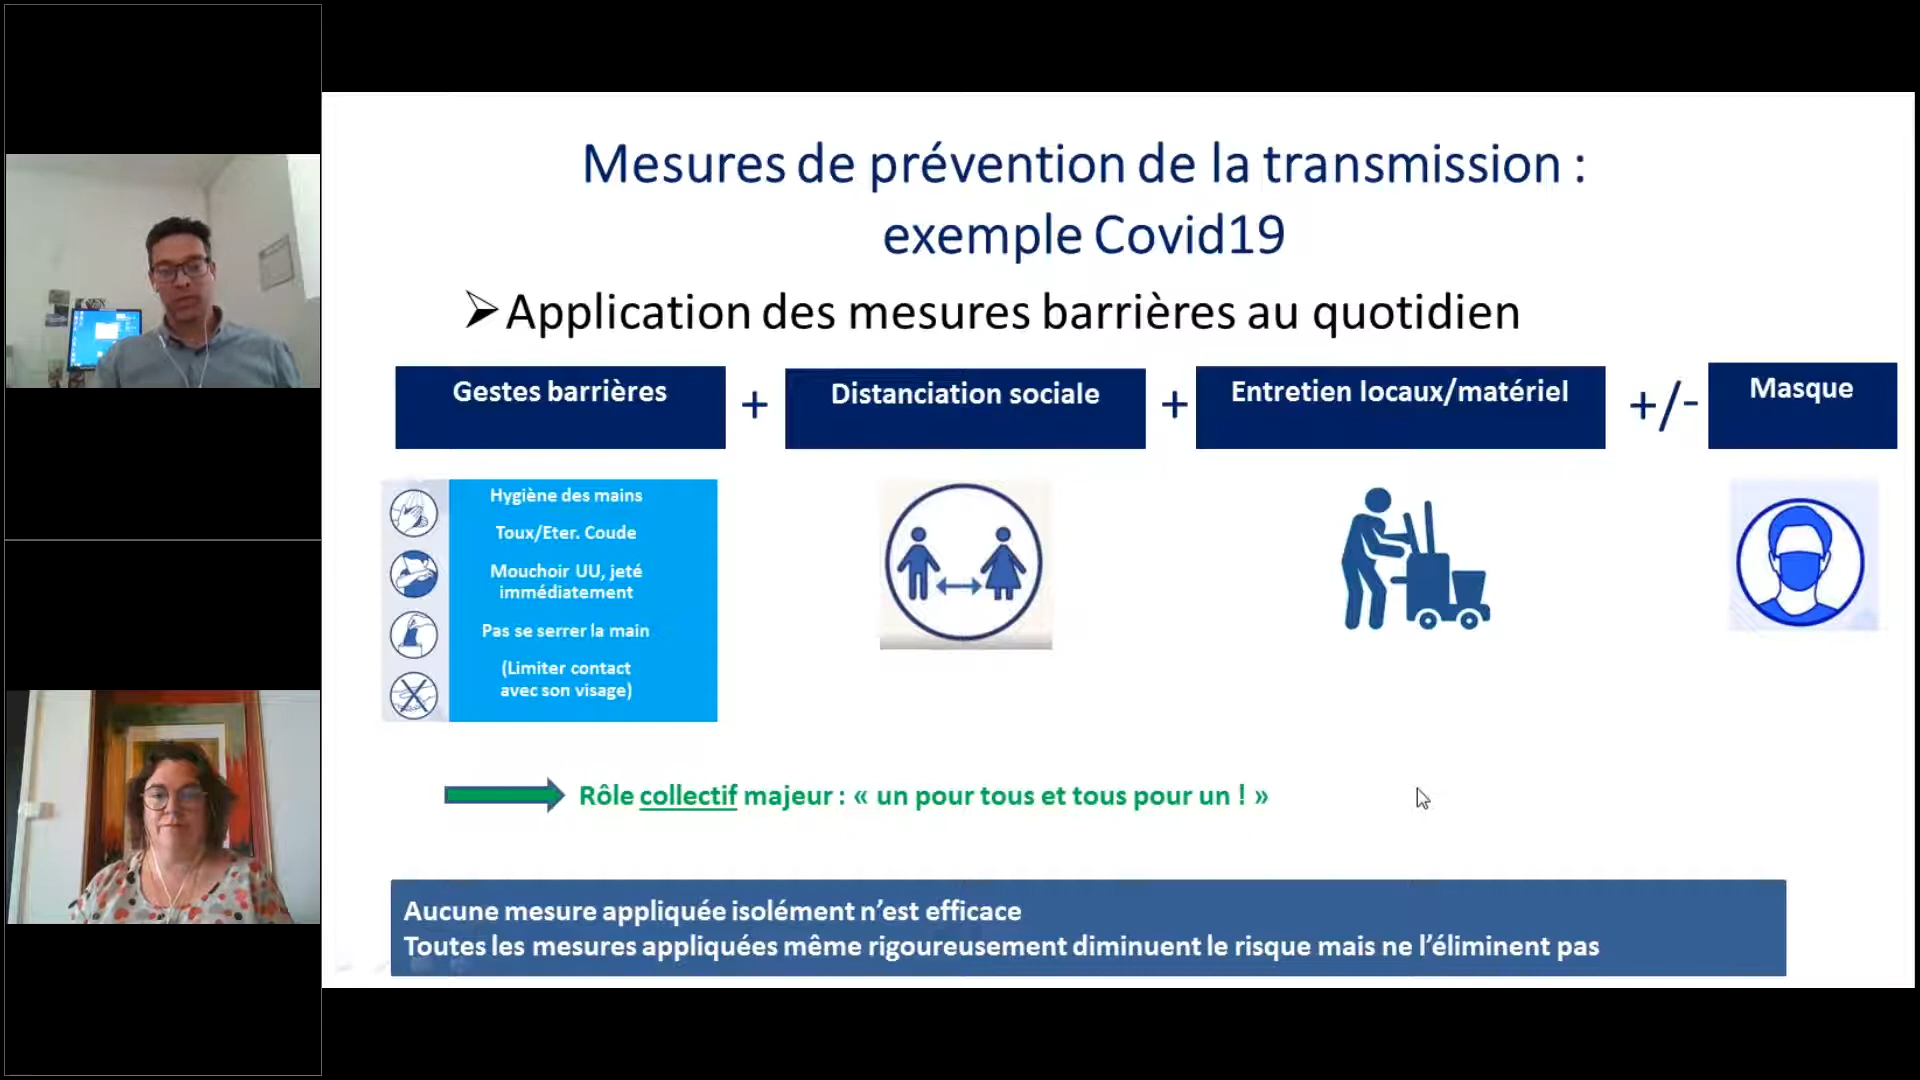 Mesures de prévention de la transmission :
exemple Covid19
Application des mesures barrières au quotidien
Gestes barrières
+
Distanciation sociale
+
Entretien locaux/matériel
+/-
Masque
Hygiène des mains
Toux/Eter. Coude
Mouchoir UU, jeté
immédiatement
Pas se serrer la main
(Limiter contact
avec son visage)
Rôle collectif majeur : « un pour tous et tous pour un ! »
Aucune mesure appliquée isolément n’est efficace
Toutes les mesures appliquées même rigoureusement diminuent le risque mais ne l’éliminent pas